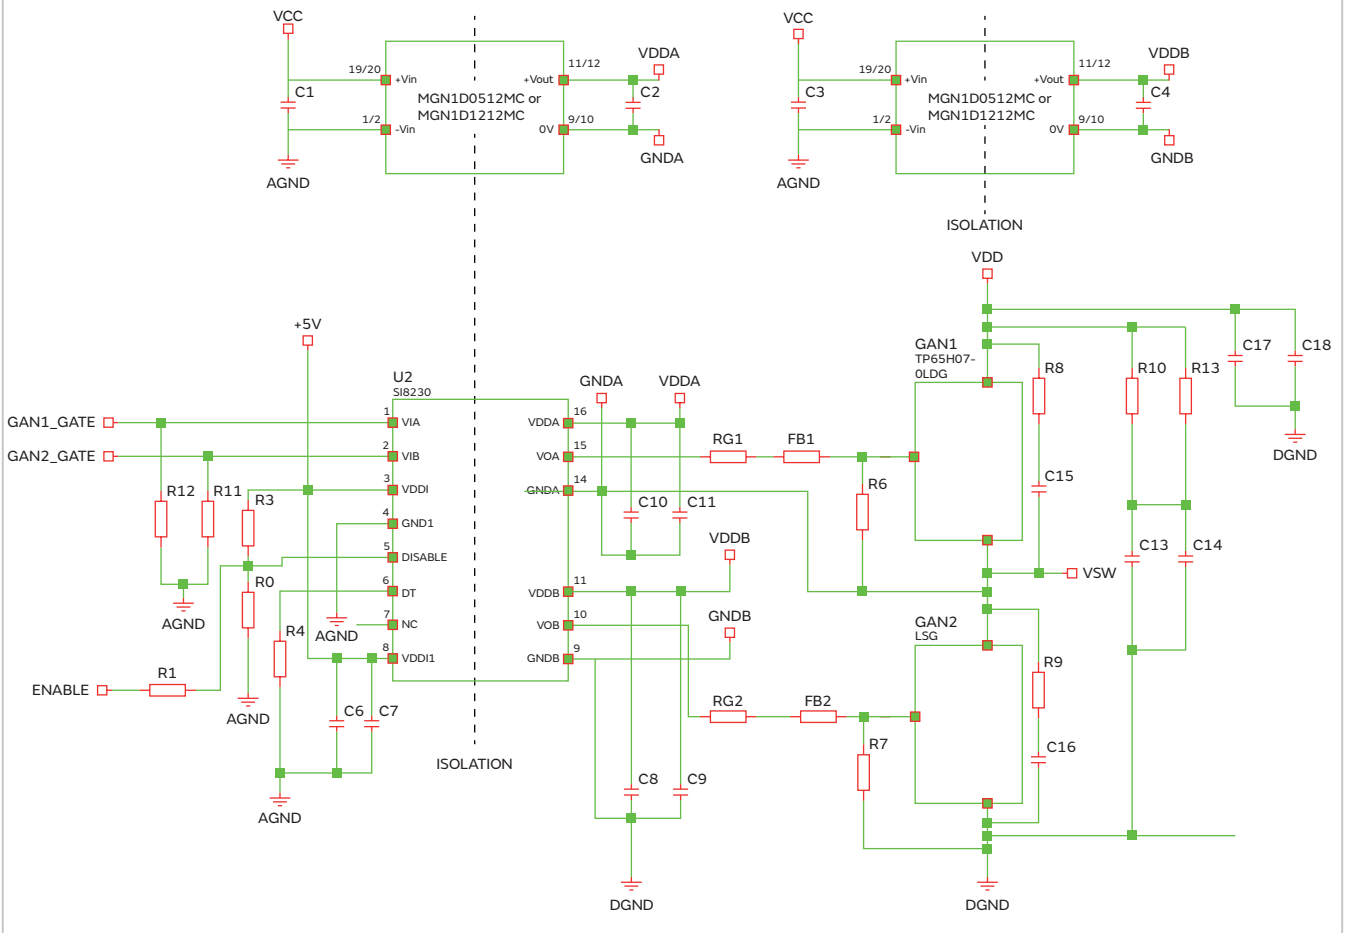 VCC
19/20
+Vin
+Vout
11/12
VDDA
C1
MGN1D0512MC or
MGN1D1212MC
C2
1/2
-Vin
0V
9/10
GNDA
AGND
VCC
19/20
+Vin
+Vout
11/12
VDDB
C3
MGN1D0512MC or
MGN1D1212MC
C4
1/2
-Vin
0V
9/10
GNDB
AGND
ISOLATION
VDD
+5V
U2
SI8230
GNDA
VDDA
GAN1
TP65H07-
0LDG
R8
R10
R13
C17
C18
DGND
GAN1_GATE
1
VIA
VDDA
16
GAN2_GATE
2
VIB
VOA
15
RG1
FB1
R12
R11
R3
3
VDDI
GNDA
14
C10
C11
R6
C15
4
GND1
5
DISABLE
VDDB
C13
C14
R0
6
DT
VDDB
11
VSW
AGND
R4
AGND
7
NC
VOB
10
GNDB
GAN2
LSG
8
VDDI1
GNDB
9
ENABLE
R1
AGND
C6
C7
RG2
FB2
R9
R7
C16
ISOLATION
C8
C9
AGND
DGND
DGND